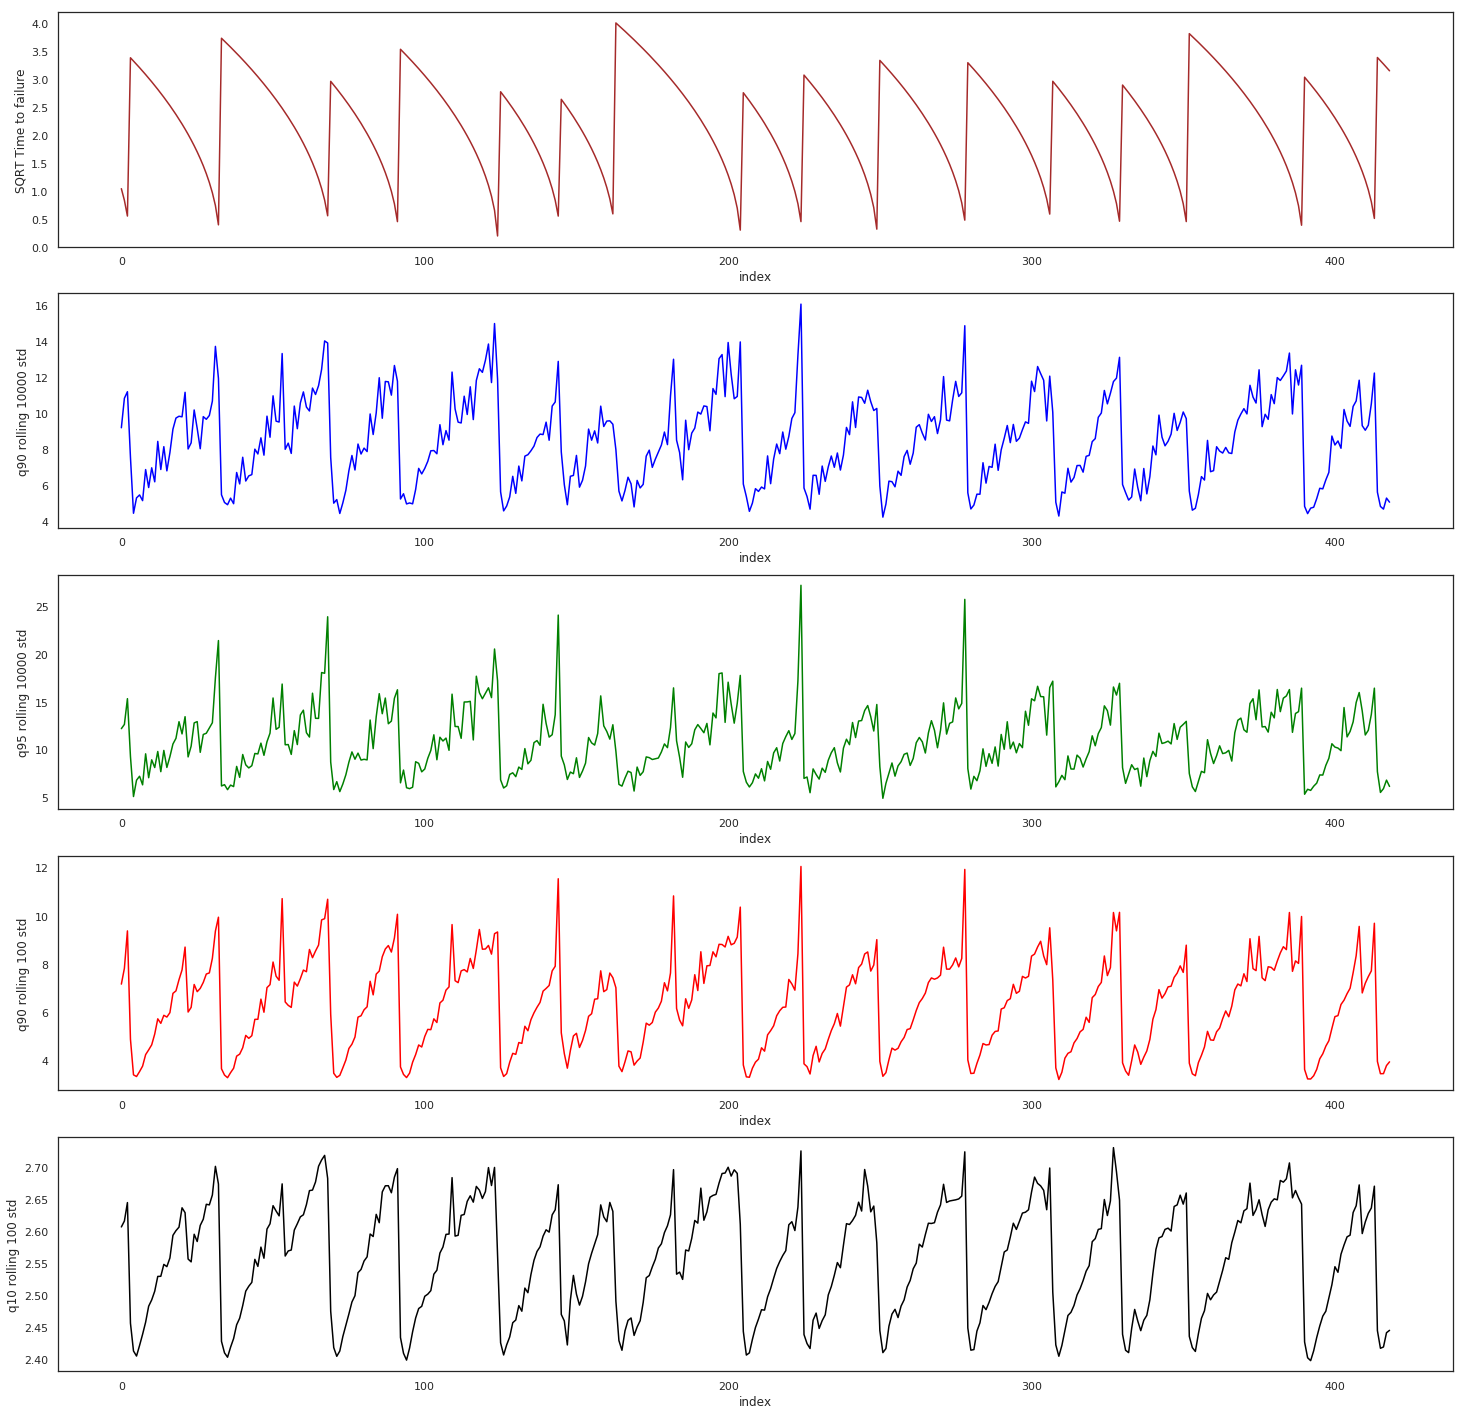 SQRT Time to failure
4.0
3.5
3.0
2.5
2.0
1.5
1.0
0.5
0.0
0 100 200 300 400
index
q90 rolling 10000 std
16
14
12
10
8
6
4
0 100 200 300 400
index
q95 rolling 10000 std
25
20
15
10
5
0 100 200 300 400
index
q90 rolling 100 std
12
10
8
6
4
0 100 200 300 400
index
q10 rolling 100 std
2.70
2.65
2.60
2.55
2.50
2.45
2.40
0 100 200 300 400
index